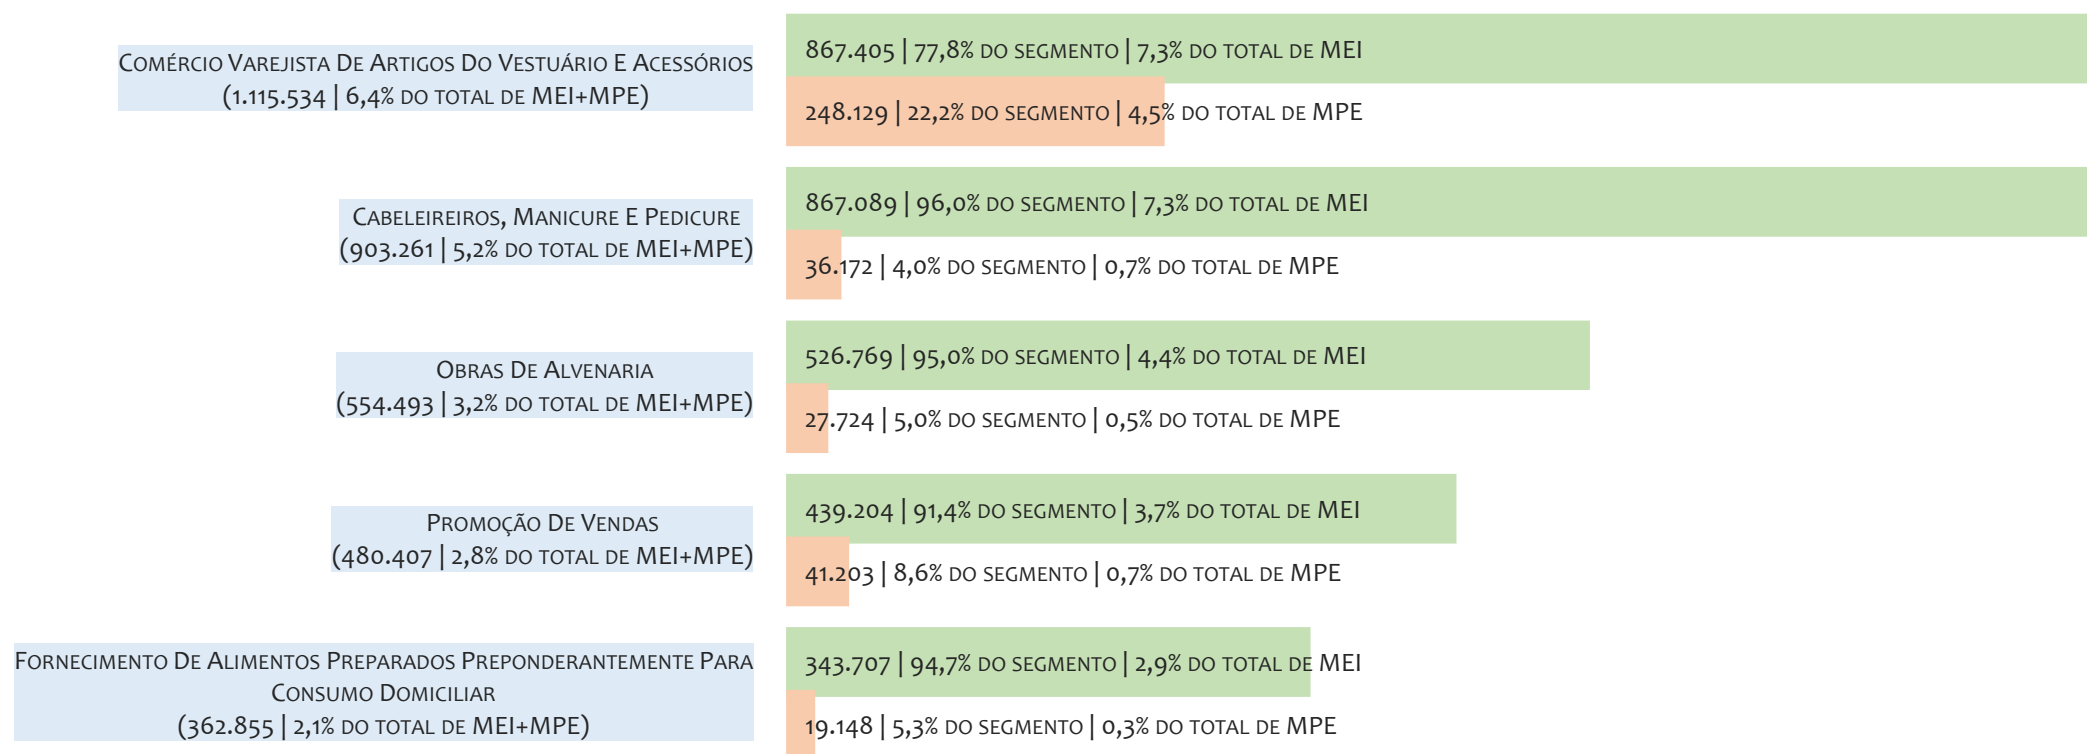 Comércio Varejista De Artigos Do Vestuário E Acessórios
(1.115.534 | 6,4% do total de MEI+MPE)
867.405 | 77,8% do segmento | 7,3% do total de MEI
248.129 | 22,2% do segmento | 4,5% do total de MPE
Cabeleireiros, Manicure E Pedicure
(903.261 | 5,2% do total de MEI+MPE)
867.089 | 96,0% do segmento | 7,3% do total de MEI
36.172 | 4,0% do segmento | 0,7% do total de MPE
Obras De Alvenaria
(554.493 | 3,2% do total de MEI+MPE)
526.769 | 95,0% do segmento | 4,4% do total de MEI
27.724 | 5,0% do segmento | 0,5% do total de MPE
Promoção De Vendas
(480.407 | 2,8% do total de MEI+MPE)
439.204 | 91,4% do segmento | 3,7% do total de MEI
41.203 | 8,6% do segmento | 0,7% do total de MPE
Fornecimento De Alimentos Preparados Preponderantemente Para
Consumo Domiciliar
(362.855 | 2,1% do total de MEI+MPE)
343.707 | 94,7% do segmento | 2,9% do total de MEI
19.148 | 5,3% do segmento | 0,3% do total de MPE